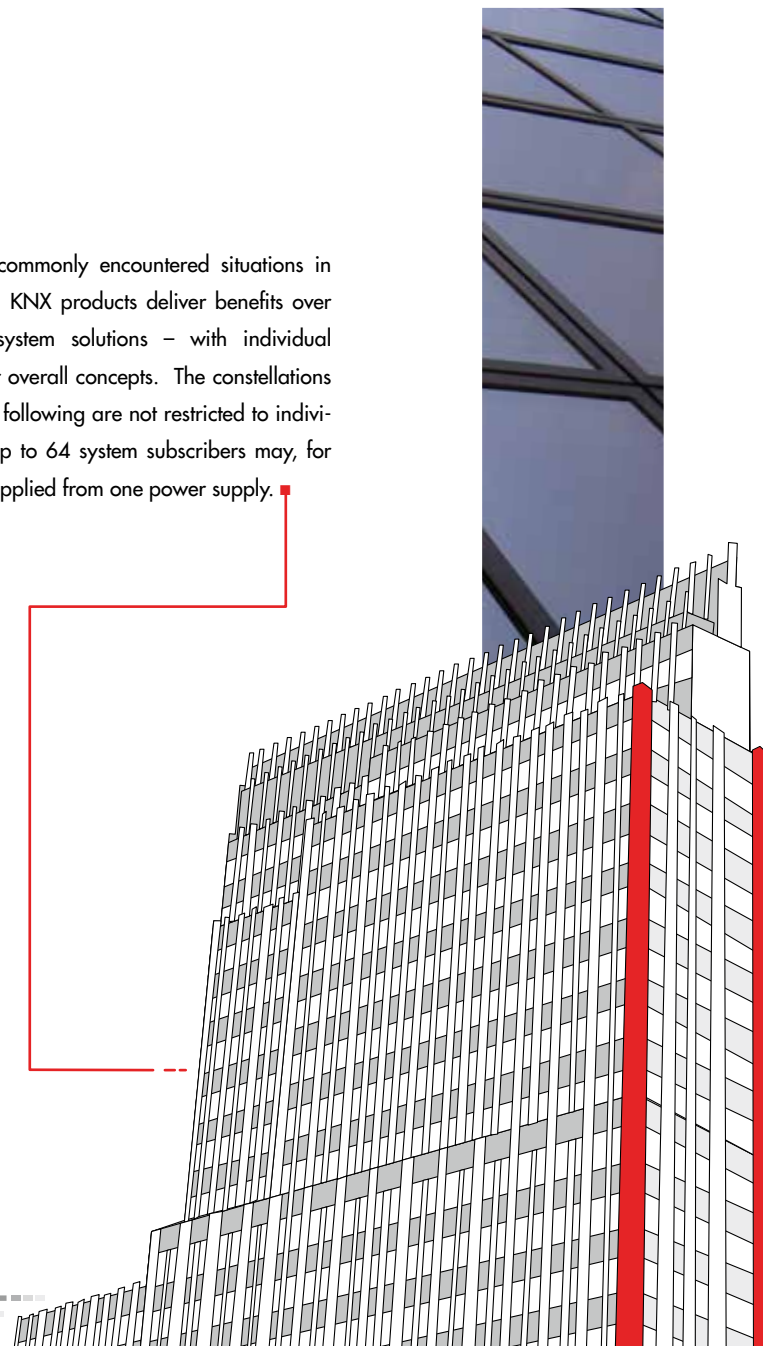 commonly encountered situations in
KNX products deliver benefits over
system solutions – with individual
overall concepts. The constellations
following are not restricted to indivi-
to 64 system subscribers may, for
from one power supply.